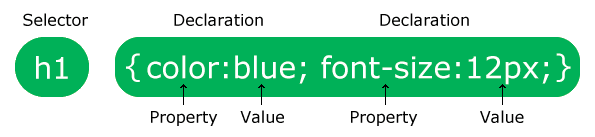 Selector Declaration Declaration
h1 {color:blue; font-size:12px;}
Property Value Property Value